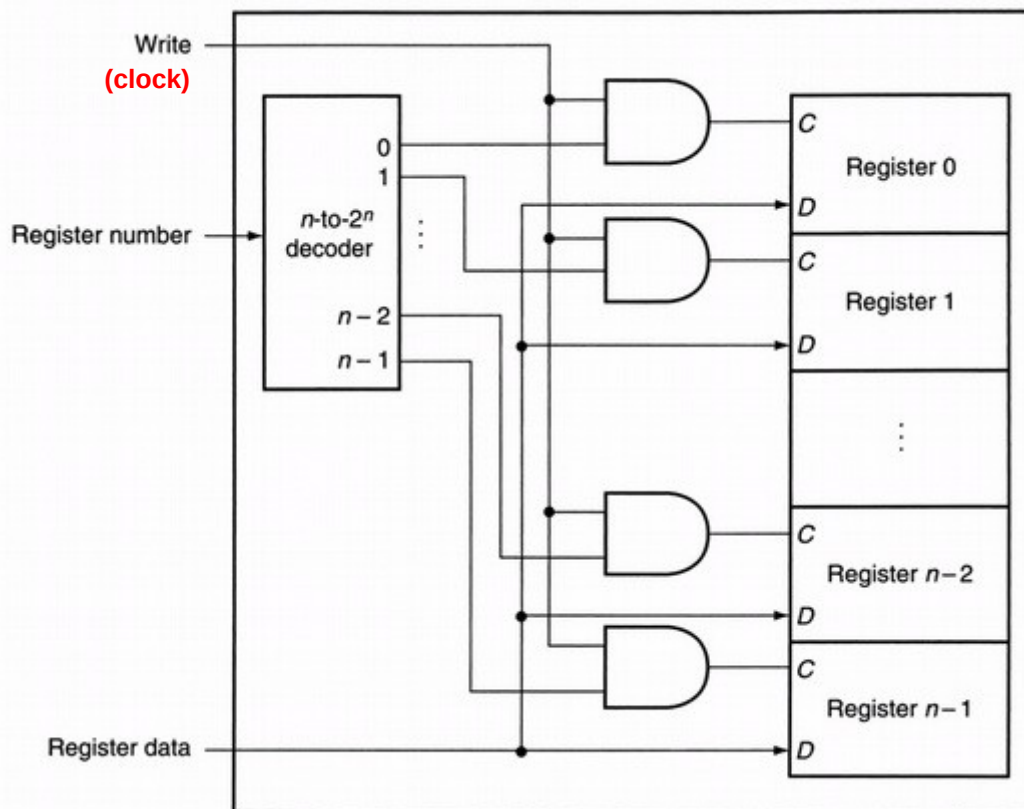 Write
(clock)
0
1
n-to-2ⁿ
decoder
⋮
n – 2
n – 1
Register number
Register data
C
Register 0
D
C
Register 1
D
⋮
C
Register n–2
D
C
Register n–1
D